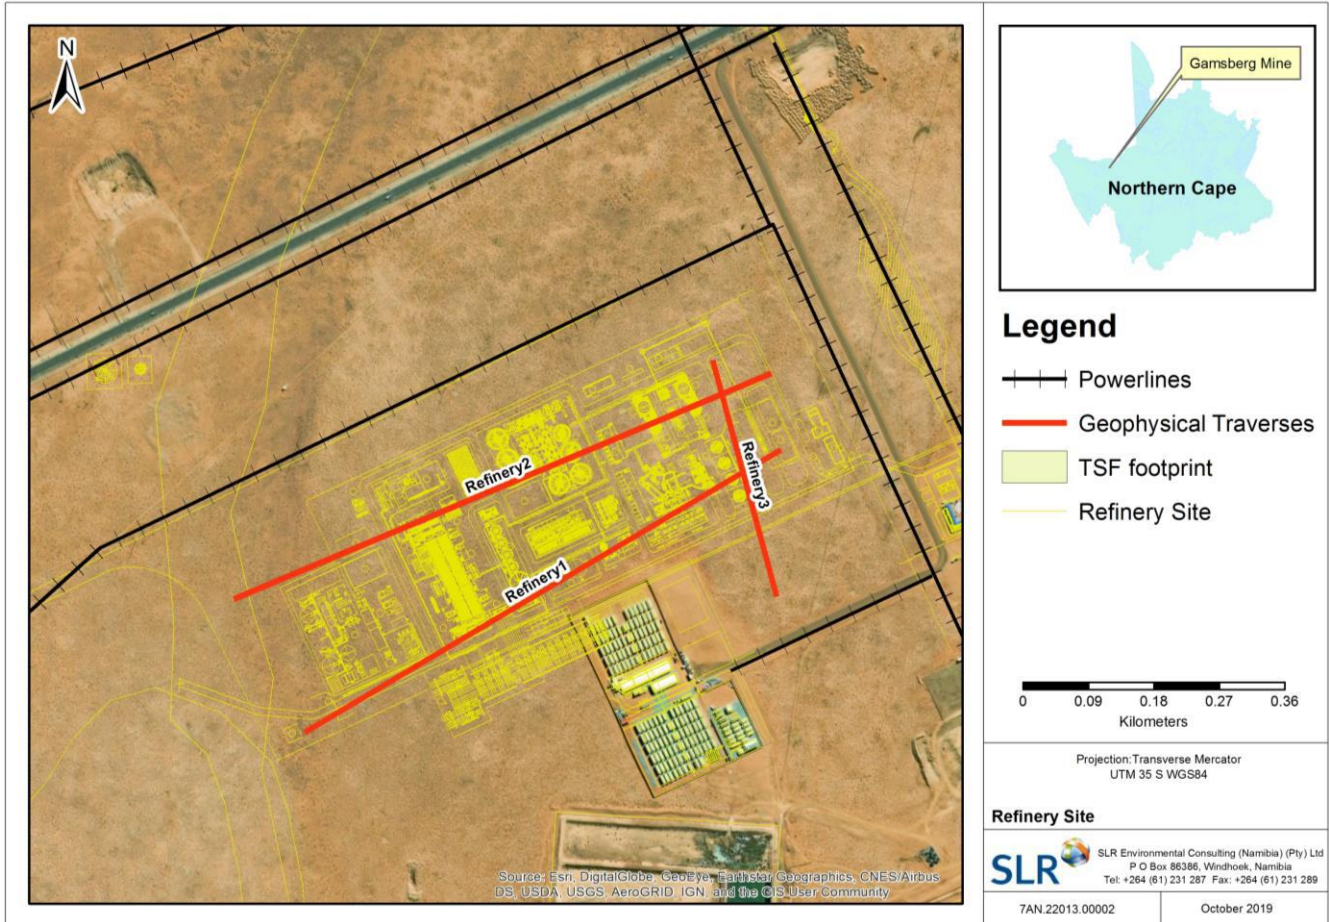 N
Refinery2
Refinery1
Refinery3
Source: Esri, DigitalGlobe, GeoEye, Earthstar Geographics, CNES/Airbus
DS, USDA, USGS, AeroGRID, IGN, and the GIS User Community
Gamsberg Mine
Northern Cape
Legend
Powerlines
Geophysical Traverses
TSF footprint
Refinery Site
0 0.09 0.18 0.27 0.36
Kilometers
Projection:Transverse Mercator
UTM 35 S WGS84
Refinery Site
SLR
SLR Environmental Consulting (Namibia) (Pty) Ltd
P O Box 86386, Windhoek, Namibia
Tel: +264 (61) 231 287 Fax: +264 (61) 231 289
7AN.22013.00002
October 2019